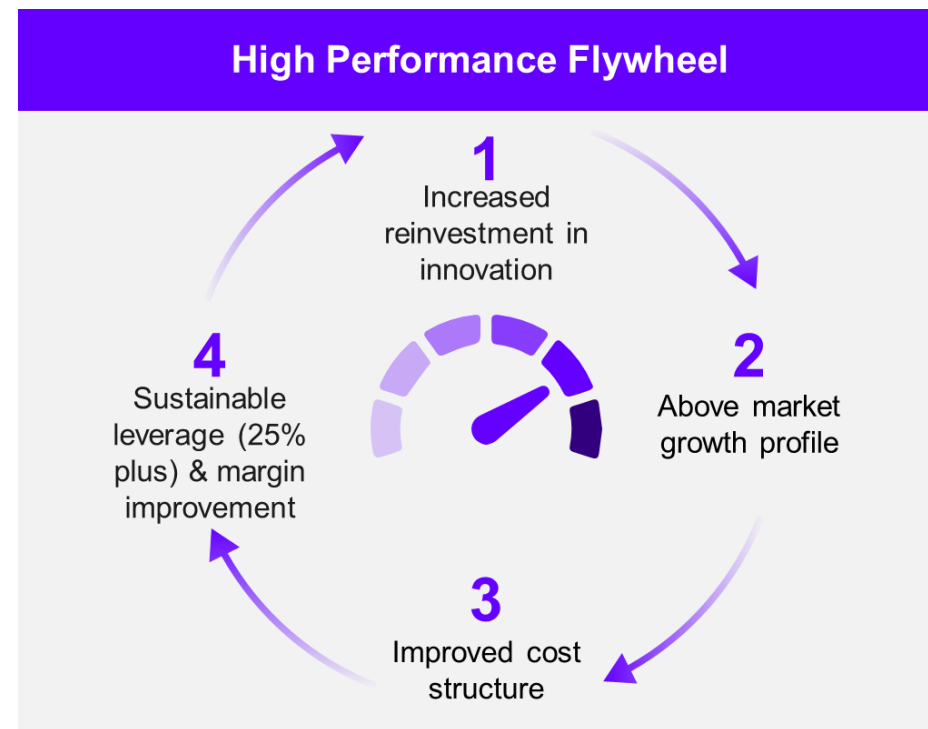 High Performance Flywheel
1
Increased
reinvestment in
innovation
2
Above market
growth profile
3
Improved cost
structure
4
Sustainable
leverage (25%
plus) & margin
improvement